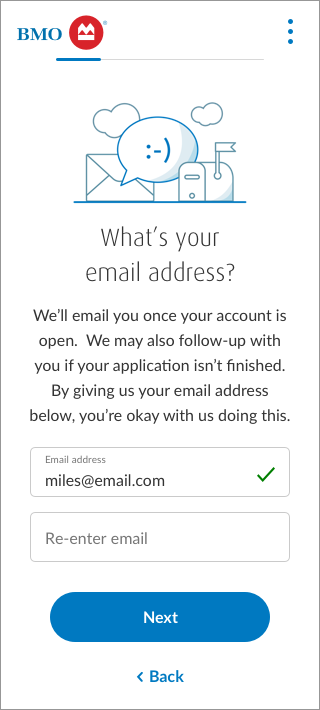 BMO
:-)
What's your
email address?
We'll email you once your account is
open. We may also follow-up with
you if your application isn't finished.
By giving us your email address
below, you're okay with us doing this.
Email address
miles@email.com
Re-enter email
Next
Back